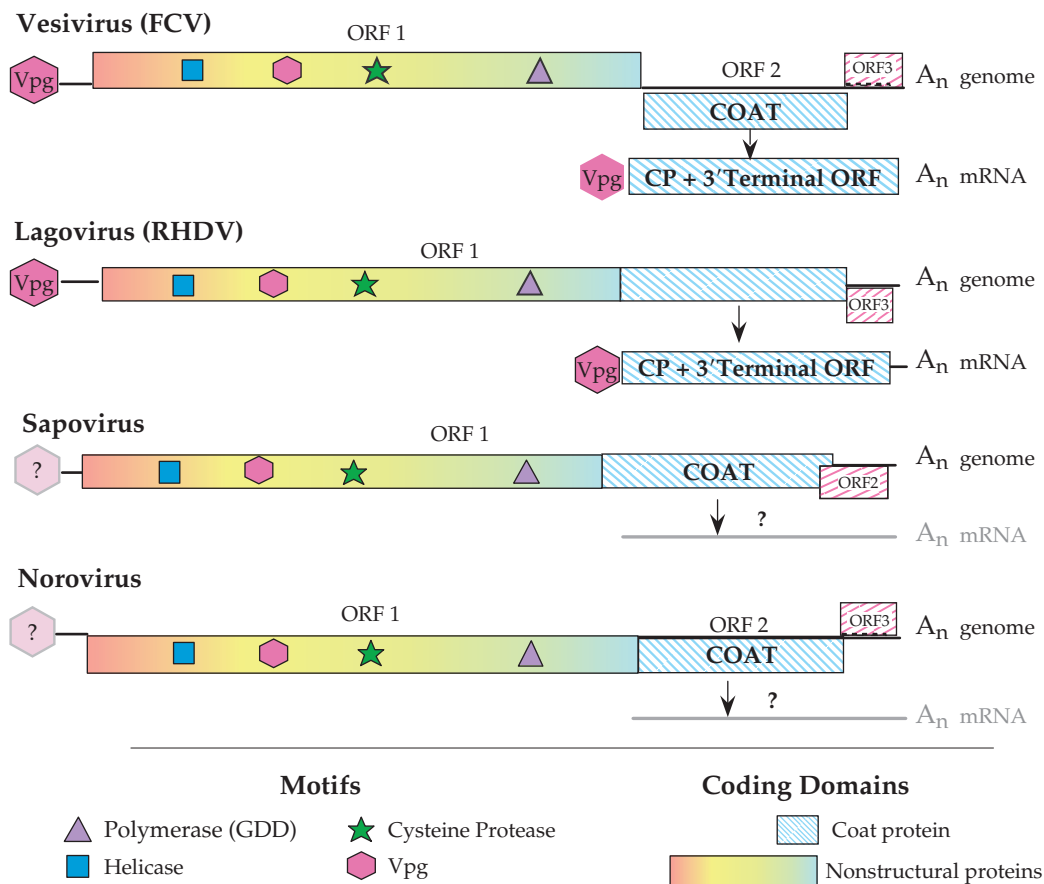 Vesivirus (FCV)
ORF 1
Vpg
ORF 2
ORF3
An genome
COAT
Vpg
CP + 3′Terminal ORF
An mRNA
Lagovirus (RHDV)
ORF 1
Vpg
An genome
ORF3
Vpg
CP + 3′Terminal ORF
An mRNA
Sapovirus
ORF 1
?
COAT
An genome
ORF2
?
An mRNA
Norovirus
ORF 1
?
ORF 2
ORF3
An genome
COAT
?
An mRNA
Motifs
Coding Domains
Polymerase (GDD)
Cysteine Protease
Coat protein
Helicase
Vpg
Nonstructural proteins